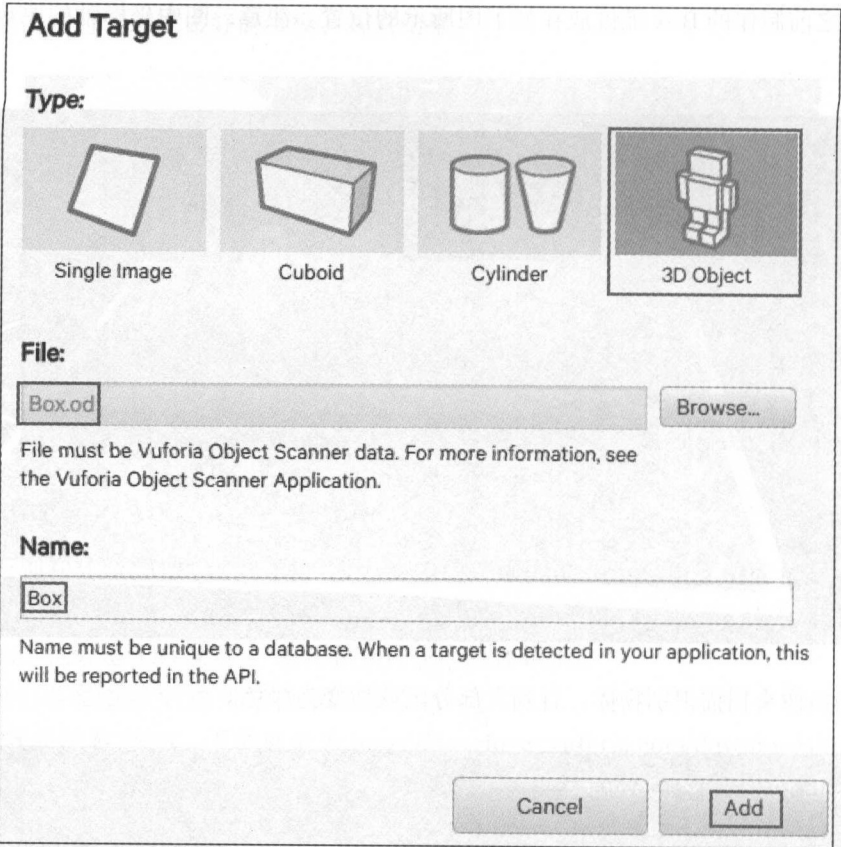 Add Target
Type:
Single Image
Cuboid
Cylinder
3D Object
File:
Box.od
Browse...
File must be Vuforia Object Scanner data. For more information, see
the Vuforia Object Scanner Application.
Name:
Box
Name must be unique to a database. When a target is detected in your application, this
will be reported in the API.
Cancel
Add